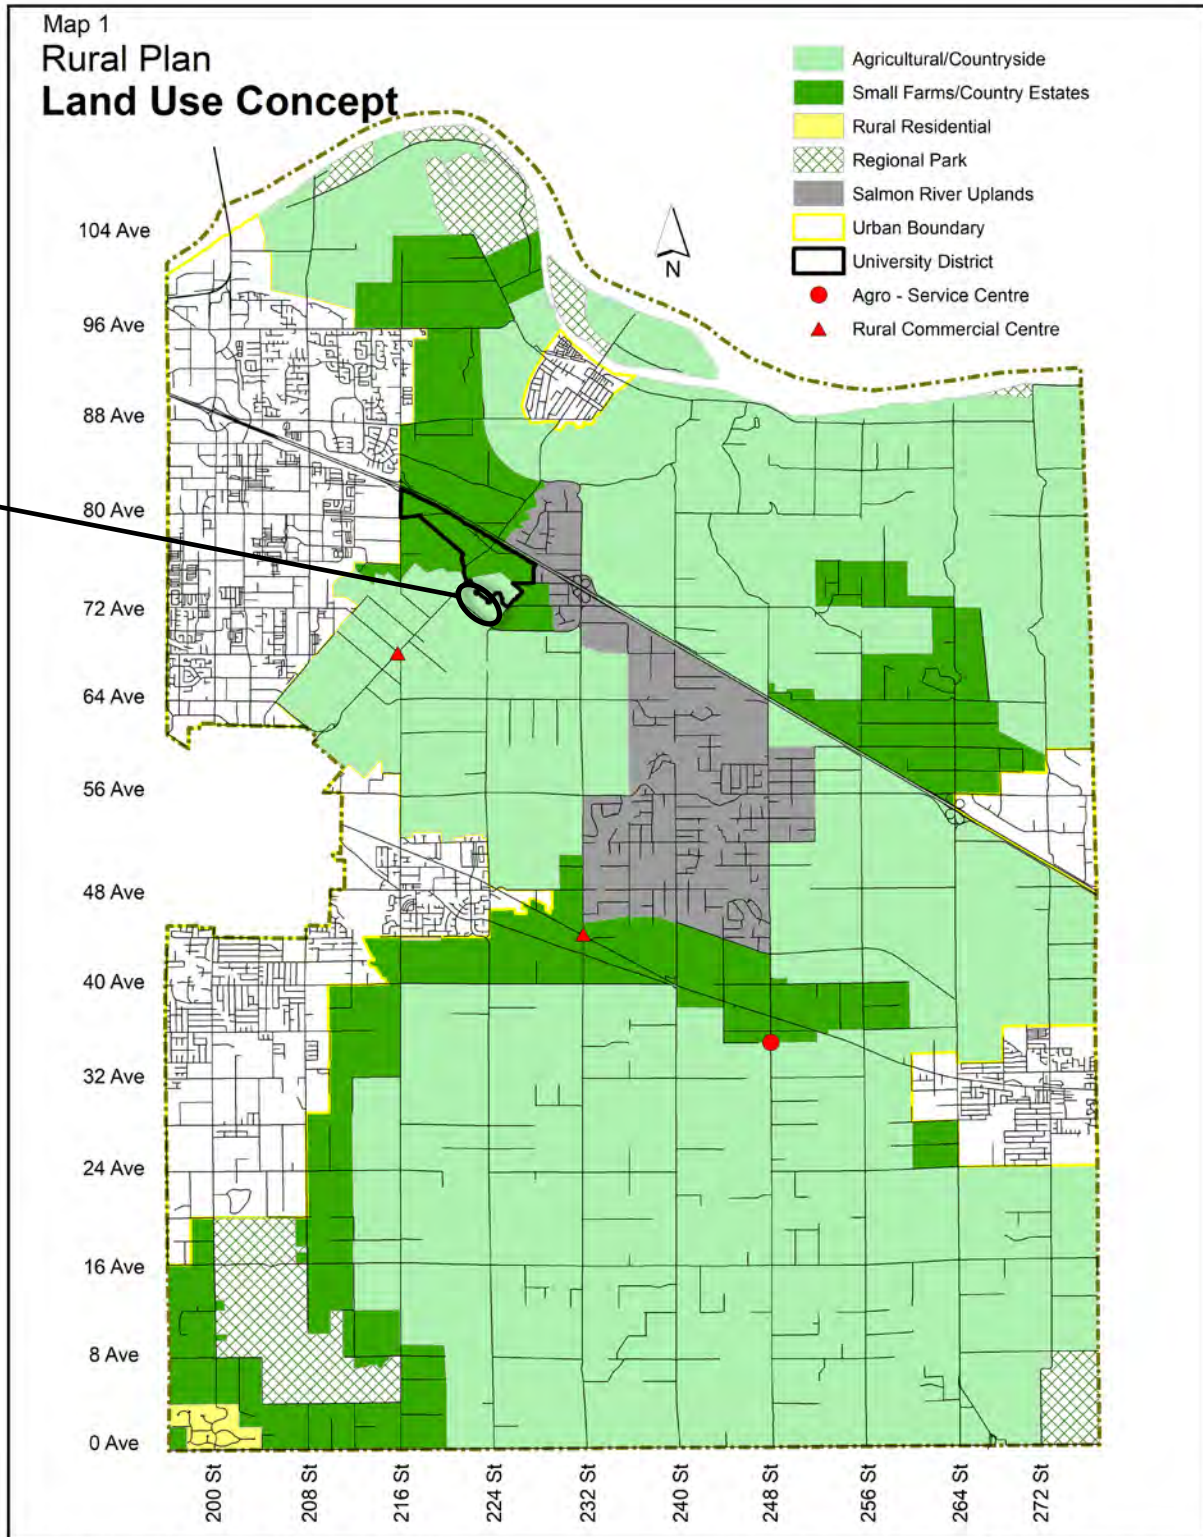 Map 1
Rural Plan
Land Use Concept
Agricultural/Countryside
Small Farms/Country Estates
Rural Residential
Regional Park
Salmon River Uplands
Urban Boundary
University District
Agro - Service Centre
Rural Commercial Centre
N
104 Ave
96 Ave
88 Ave
80 Ave
72 Ave
64 Ave
56 Ave
48 Ave
40 Ave
32 Ave
24 Ave
16 Ave
8 Ave
0 Ave
200 St
208 St
216 St
224 St
232 St
240 St
248 St
256 St
264 St
272 St